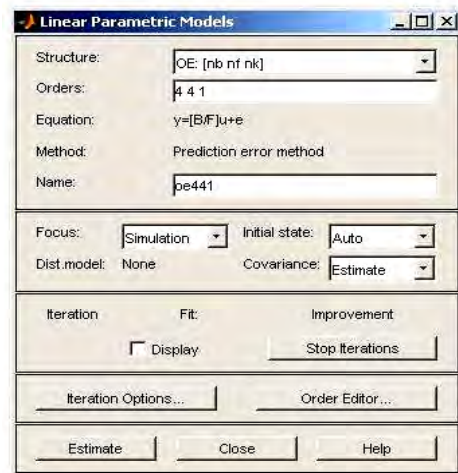 Linear Parametric Models
Structure: OE: [nb nf nk]
Orders: 4 4 1
Equation: y=[B/F]u+e
Method: Prediction error method
Name: oe441
Focus: Simulation Initial state: Auto
Dist.model: None Covariance: Estimate
Iteration Fit: Improvement
Display Stop Iterations
Iteration Options... Order Editor...
Estimate Close Help